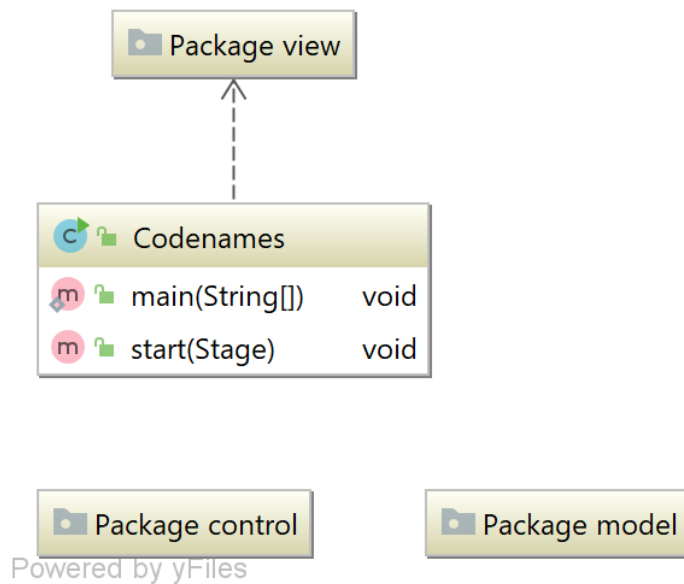 Package view
Codenames
main(String[]) void
start(Stage) void
Package control
Package model
Powered by yFiles